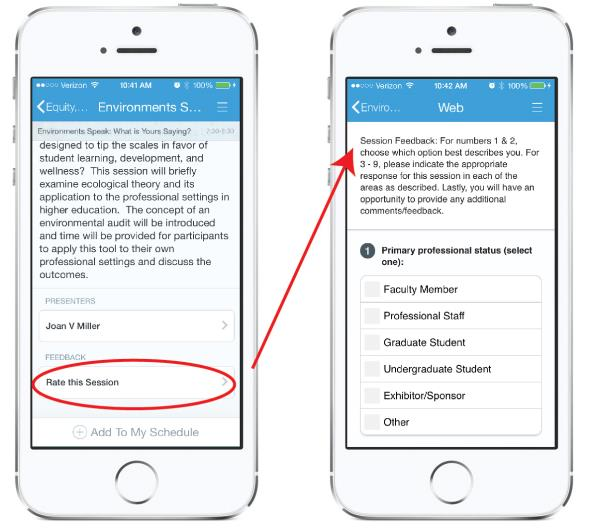 Verizon 10:41 AM 100%
Equity,... Environments S...
Environments Speak: What is Yours Saying? 7:30-8:30
designed to tip the scales in favor of
student learning, development, and
wellness? This session will briefly
examine ecological theory and its
application to the professional settings in
higher education. The concept of an
environmental audit will be introduced
and time will be provided for participants
to apply this tool to their own
professional settings and discuss the
outcomes.
PRESENTERS
Joan V Miller
FEEDBACK
Rate this Session
Add To My Schedule
Verizon 10:42 AM 100%
Enviro... Web
Session Feedback: For numbers 1 & 2,
choose which option best describes you. For
3 - 9, please indicate the appropriate
response for this session in each of the
areas as described. Lastly, you will have an
opportunity to provide any additional
comments/feedback.
1 Primary professional status (select
one):
Faculty Member
Professional Staff
Graduate Student
Undergraduate Student
Exhibitor/Sponsor
Other